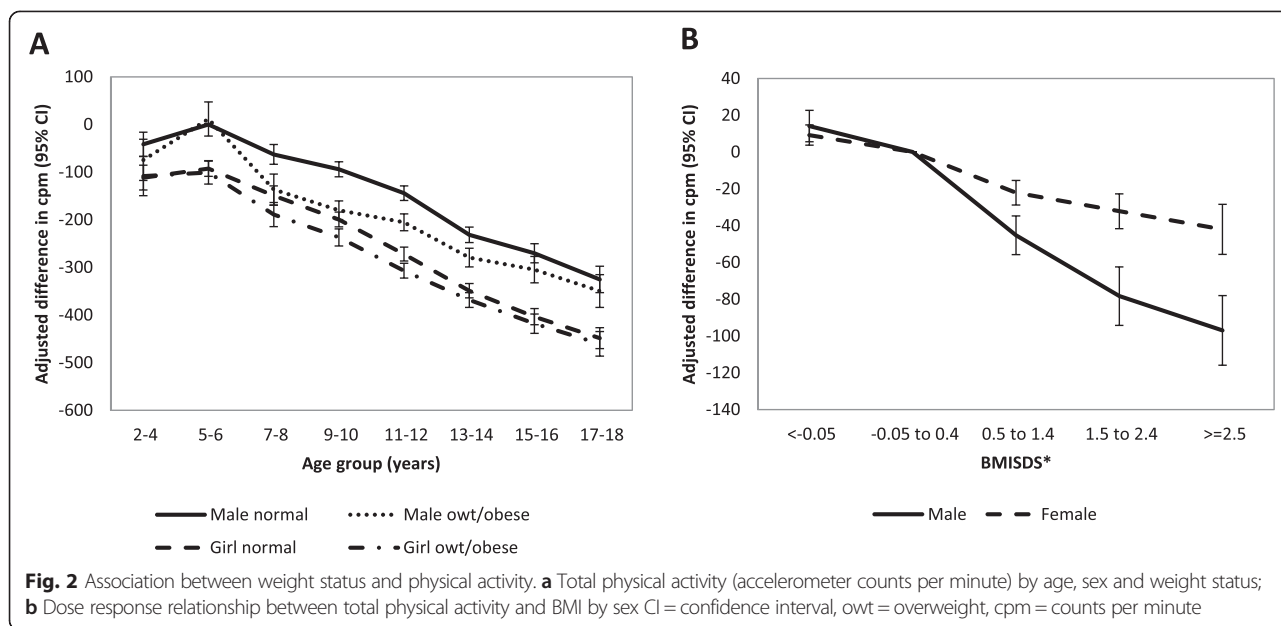 A
Adjusted difference in cpm (95% CI)
100
0
-100
-200
-300
-400
-500
-600
2-4 5-6 7-8 9-10 11-12 13-14 15-16 17-18
Age group (years)
Male normal Male owt/obese
Girl normal Girl owt/obese
B
Adjusted difference in cpm (95% CI)
40
20
0
-20
-40
-60
-80
-100
-120
-140
<-0.05 -0.05 to 0.4 0.5 to 1.4 1.5 to 2.4 >=2.5
BMISDS*
Male Female
Fig. 2 Association between weight status and physical activity. a Total physical activity (accelerometer counts per minute) by age, sex and weight status;
b Dose response relationship between total physical activity and BMI by sex CI = confidence interval, owt = overweight, cpm = counts per minute